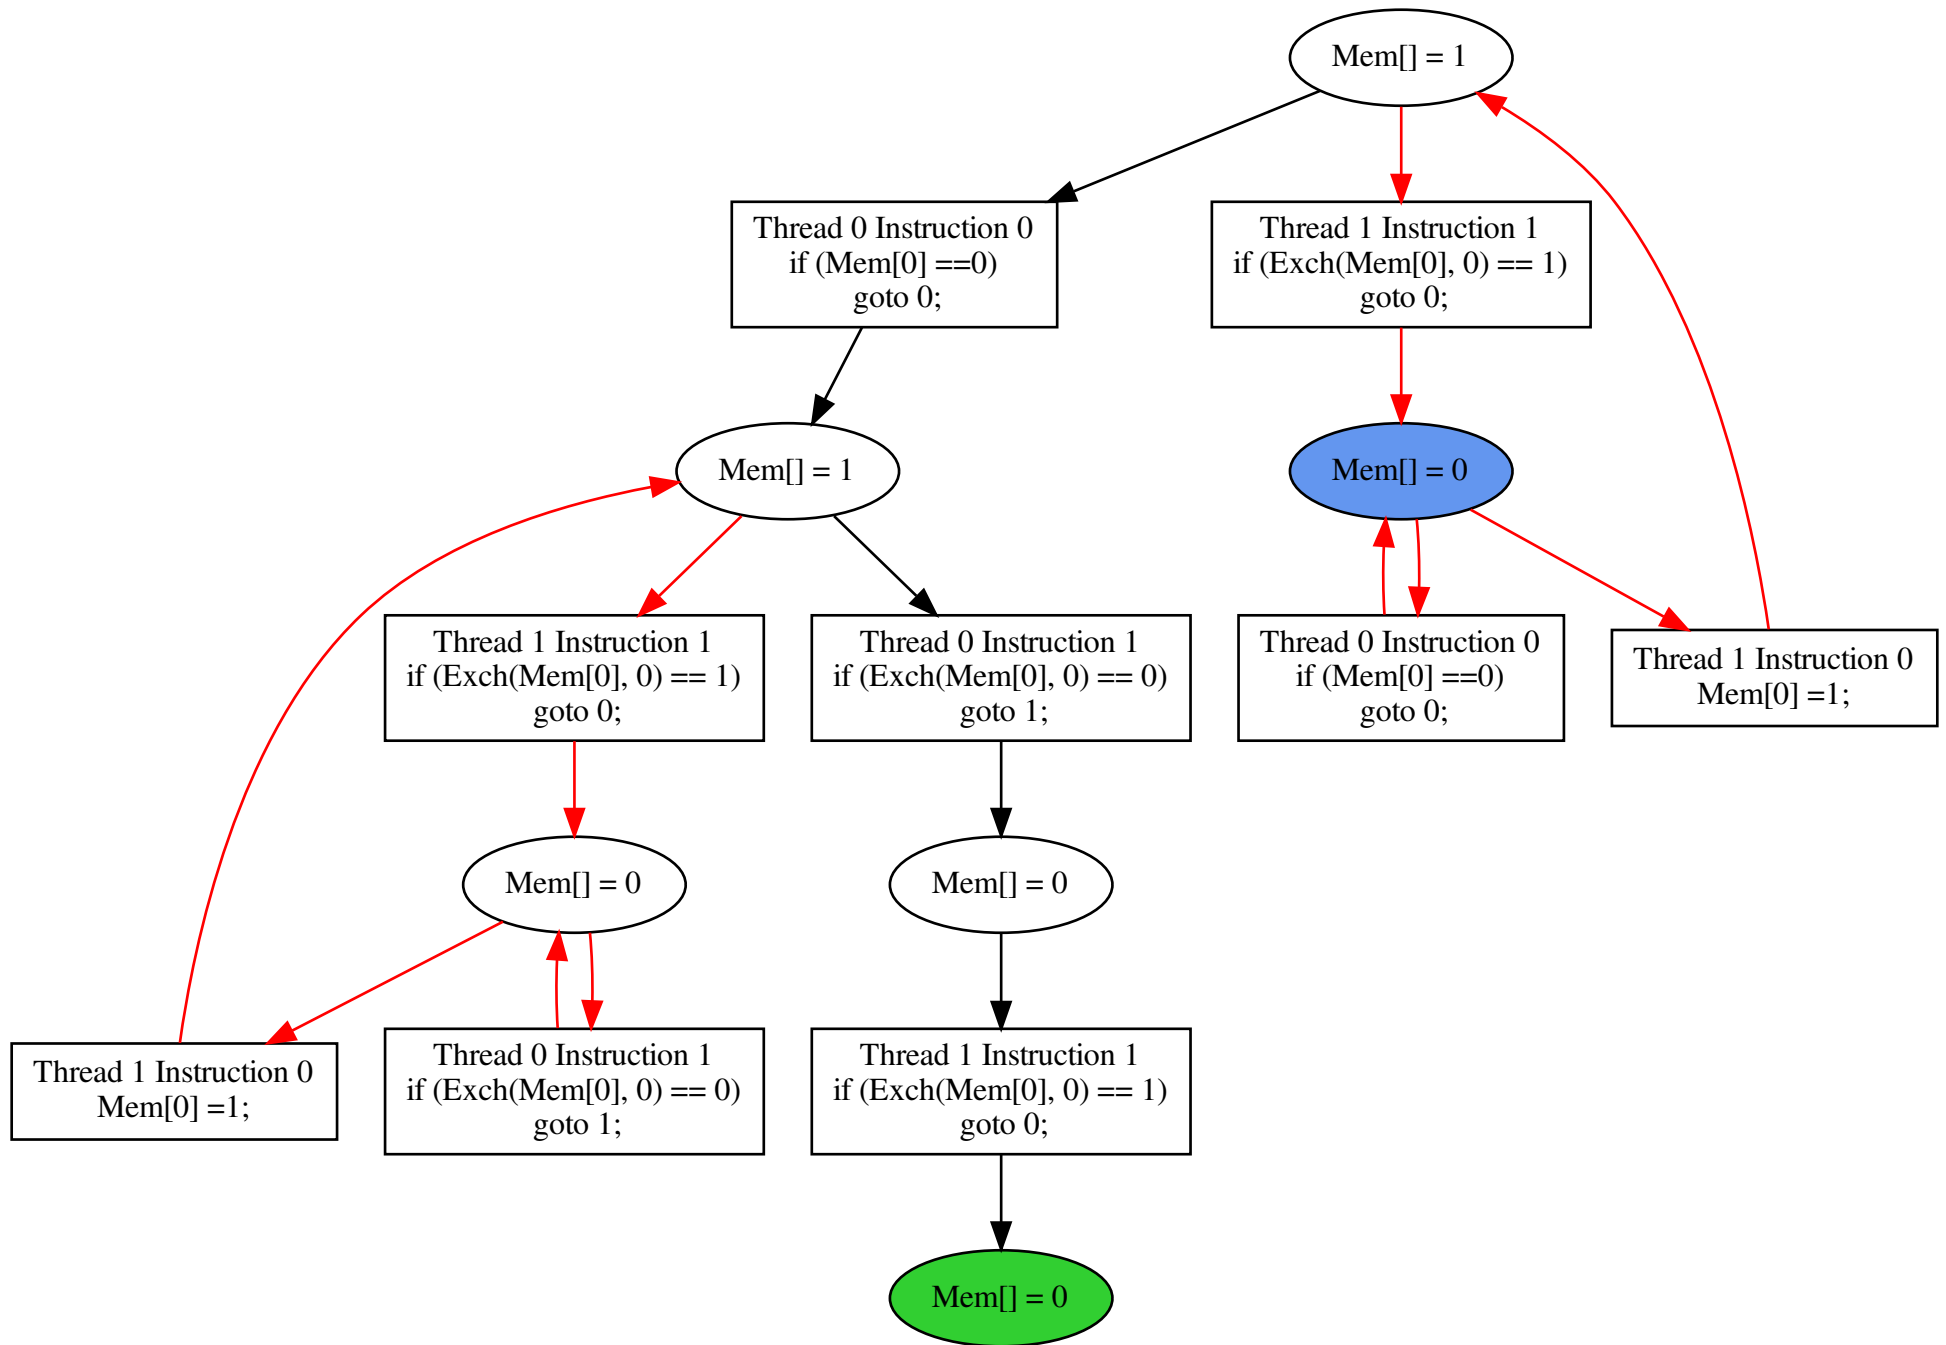 Mem[] = 1
Thread 0 Instruction 0
if (Mem[0] ==0)
goto 0;
Thread 1 Instruction 1
if (Exch(Mem[0], 0) == 1)
goto 0;
Mem[] = 1
Mem[] = 0
Thread 1 Instruction 1
if (Exch(Mem[0], 0) == 1)
goto 0;
Thread 0 Instruction 1
if (Exch(Mem[0], 0) == 0)
goto 1;
Thread 0 Instruction 0
if (Mem[0] ==0)
goto 0;
Thread 1 Instruction 0
Mem[0] =1;
Mem[] = 0
Mem[] = 0
Thread 1 Instruction 0
Mem[0] =1;
Thread 0 Instruction 1
if (Exch(Mem[0], 0) == 0)
goto 1;
Thread 1 Instruction 1
if (Exch(Mem[0], 0) == 1)
goto 0;
Mem[] = 0